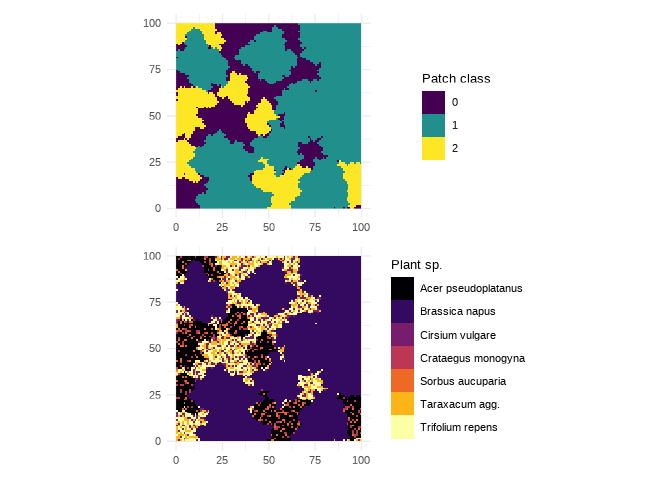 100
75
50
25
0
0 25 50 75 100
Patch class
0
1
2
100
75
50
25
0
0 25 50 75 100
Plant sp.
Acer pseudoplatanus
Brassica napus
Cirsium vulgare
Crataegus monogyna
Sorbus aucuparia
Taraxacum agg.
Trifolium repens